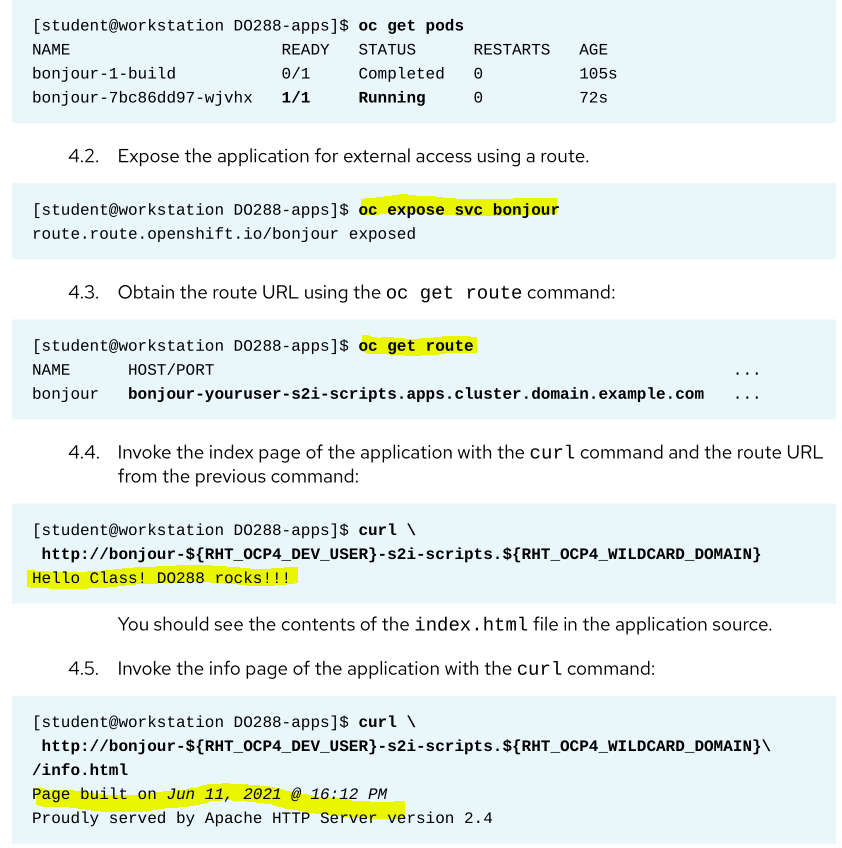 [student@workstation DO288-apps]$ oc get pods
NAME                      READY   STATUS      RESTARTS   AGE
bonjour-1-build           0/1     Completed   0          105s
bonjour-7bc86dd97-wjvhx   1/1     Running     0          72s
4.2. Expose the application for external access using a route.
[student@workstation DO288-apps]$ oc expose svc bonjour
route.route.openshift.io/bonjour exposed
4.3. Obtain the route URL using the oc get route command:
[student@workstation DO288-apps]$ oc get route
NAME      HOST/PORT                                                      ...
bonjour   bonjour-youruser-s2i-scripts.apps.cluster.domain.example.com   ...
4.4. Invoke the index page of the application with the curl command and the route URL
from the previous command:
[student@workstation DO288-apps]$ curl \
 http://bonjour-${RHT_OCP4_DEV_USER}-s2i-scripts.${RHT_OCP4_WILDCARD_DOMAIN}
Hello Class! DO288 rocks!!!
You should see the contents of the index.html file in the application source.
4.5. Invoke the info page of the application with the curl command:
[student@workstation DO288-apps]$ curl \
 http://bonjour-${RHT_OCP4_DEV_USER}-s2i-scripts.${RHT_OCP4_WILDCARD_DOMAIN}\
/info.html
Page built on Jun 11, 2021 @ 16:12 PM
Proudly served by Apache HTTP Server version 2.4